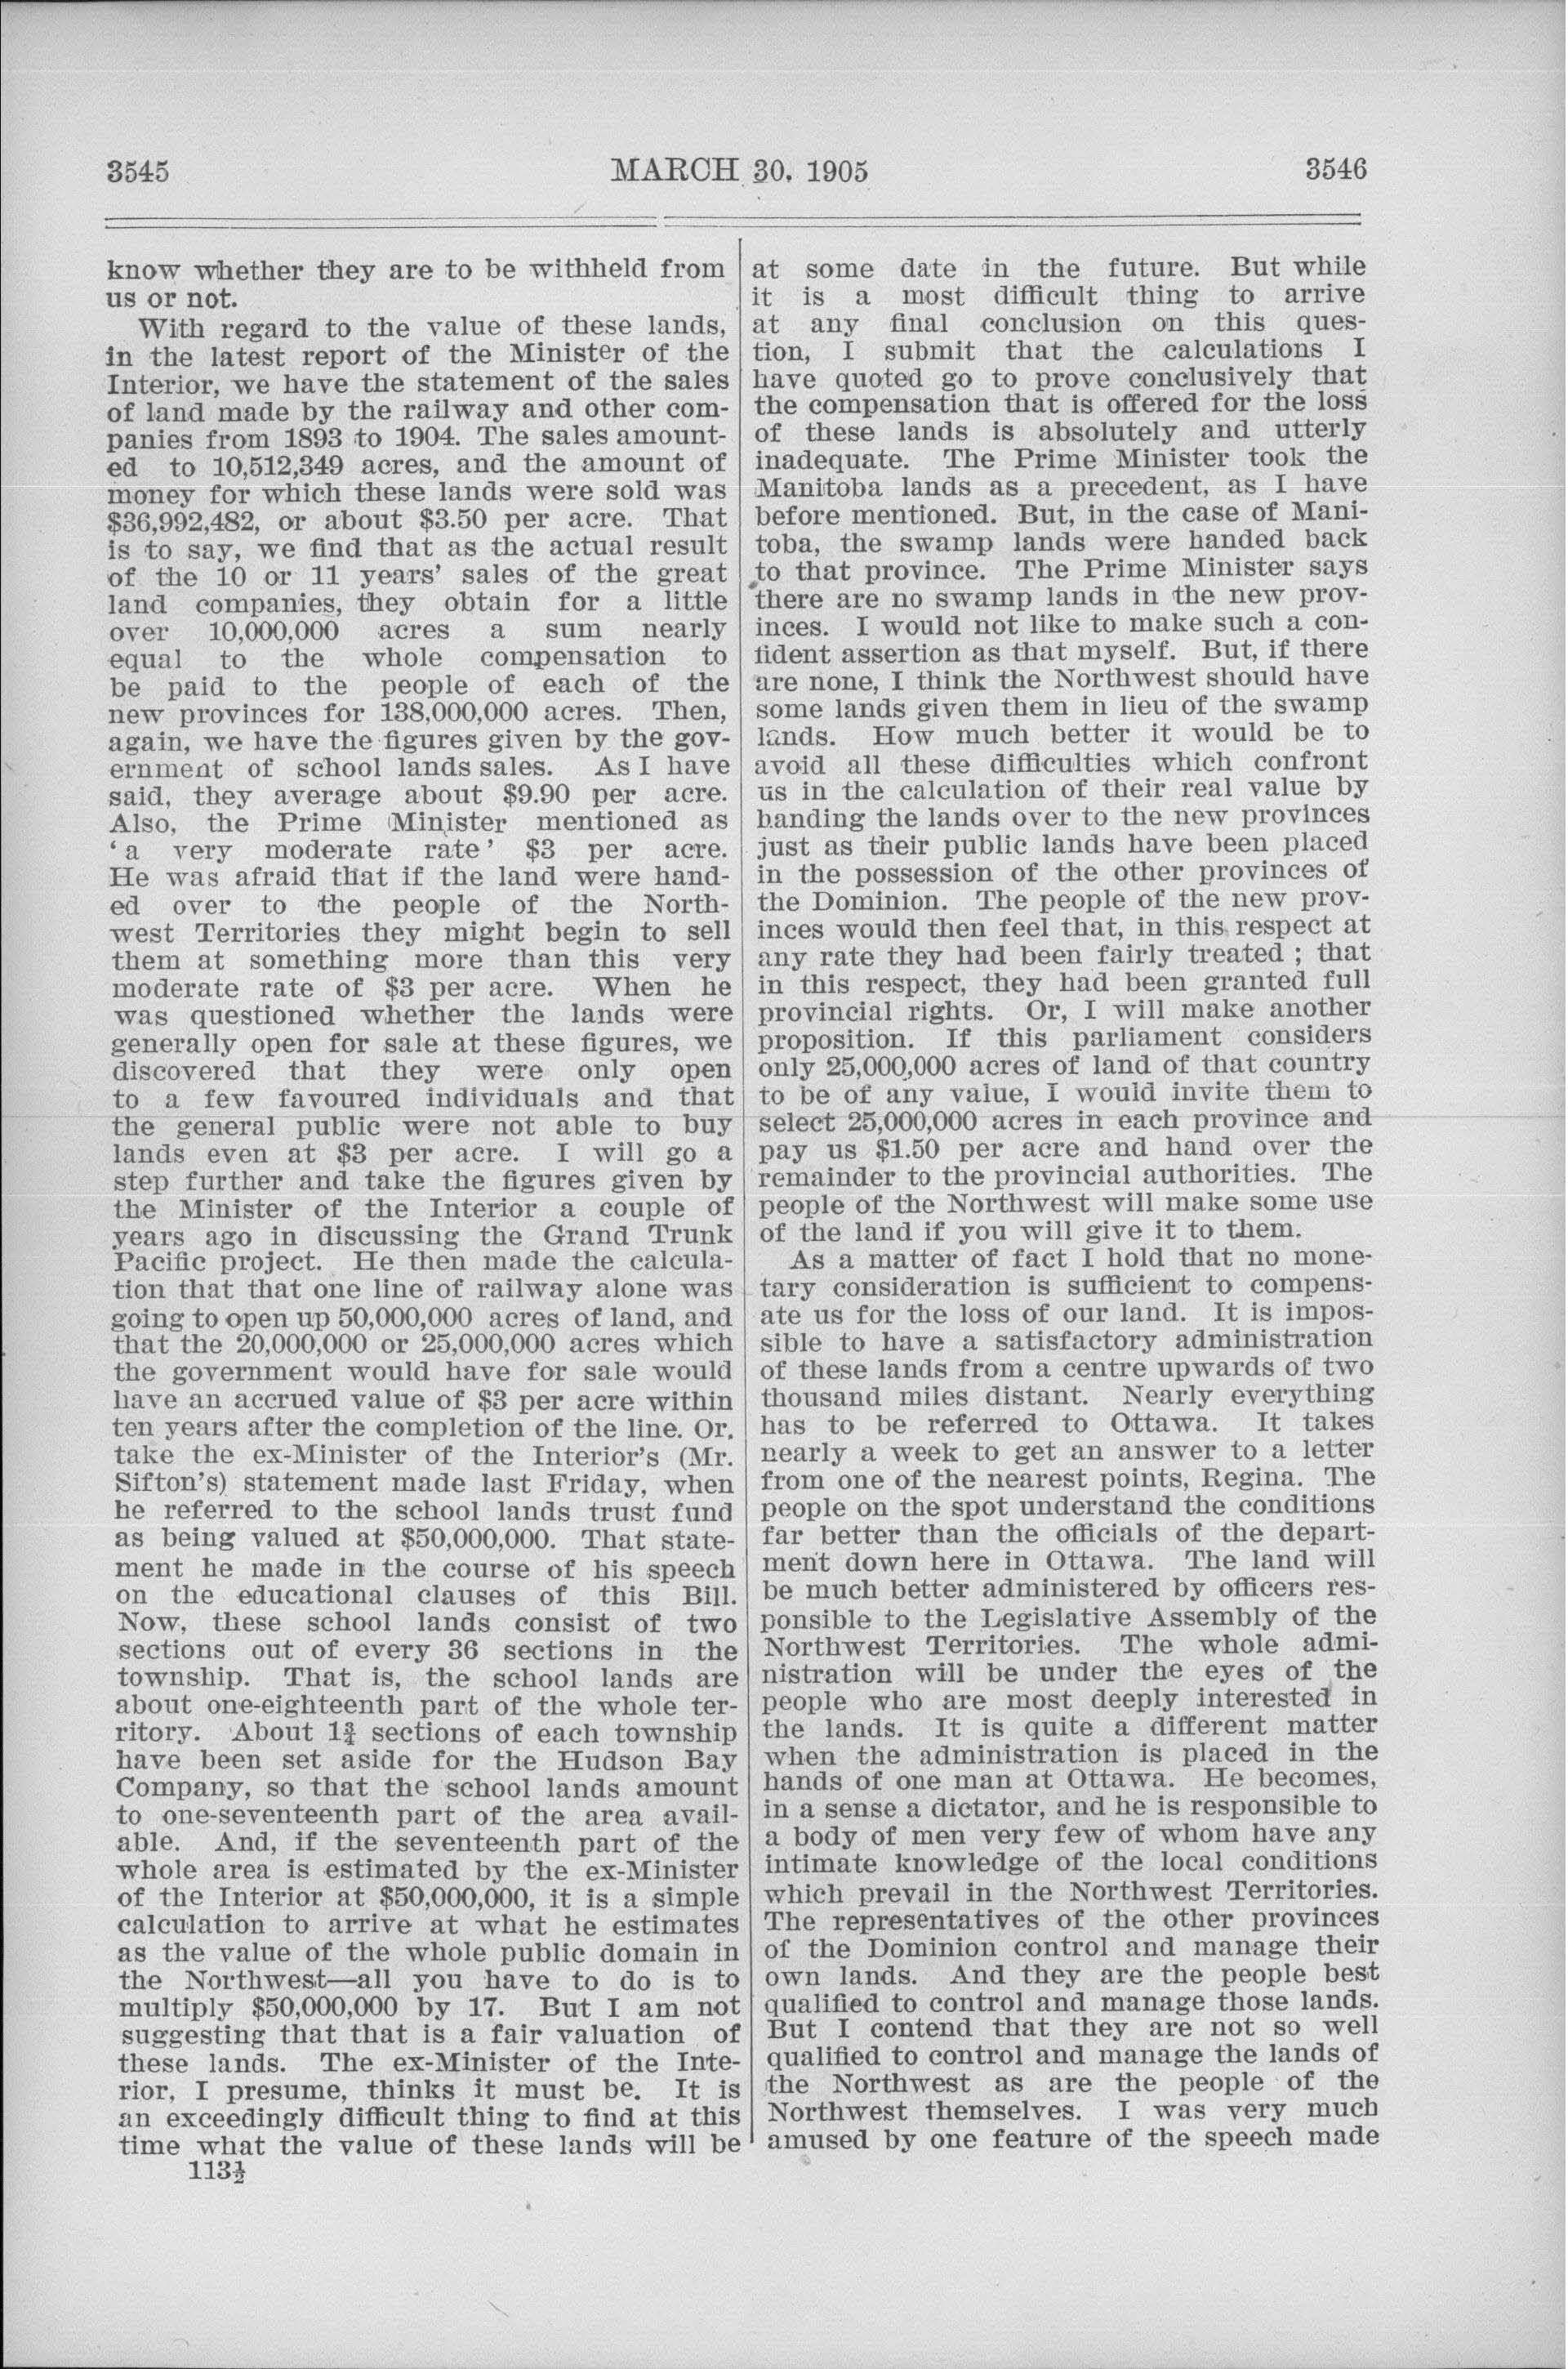 3545
MARCH 30, 1905
3546
know whether they are to be withheld from
us or not.
With regard to the value of these lands,
in the latest report of the Minister of the
Interior, we have the statement of the sales
of land made by the railway and other com-
panies from 1893 to 1904. The sales amount-
ed to 10,512,349 acres, and the amount of
money for which these lands were sold was
$36,992,482, or about $3.50 per acre. That
is to say, we find that as the actual result
of the 10 or 11 years' sales of the great
land companies, they obtain for a little
over 10,000,000 acres a sum nearly
equal to the whole compensation to
be paid to the people of each of the
new provinces for 138,000,000 acres. Then,
again, we have the figures given by the gov-
ernment of school lands sales. As I have
said, they average about $9.90 per acre.
Also, the Prime Minister mentioned as
'a very moderate rate' $3 per acre.
He was afraid that if the land were hand-
ed over to the people of the North-
west Territories they might begin to sell
them at something more than this very
moderate rate of $3 per acre. When he
was questioned whether the lands were
generally open for sale at these figures, we
discovered that they were only open
to a few favoured individuals and that
the general public were not able to buy
lands even at $3 per acre. I will go a
step further and take the figures given by
the Minister of the Interior a couple of
years ago in discussing the Grand Trunk
Pacific project. He then made the calcula-
tion that that one line of railway alone was
going to open up 50,000,000 acres of land, and
that the 20,000,000 or 25,000,000 acres which
the government would have for sale would
have an accrued value of $3 per acre within
ten years after the completion of the line. Or,
take the ex-Minister of the Interior's (Mr.
Sifton's) statement made last Friday, when
he referred to the school lands trust fund
as being valued at $50,000,000. That state-
ment he made in the course of his speech
on the educational clauses of this Bill.
Now, these school lands consist of two
sections out of every 36 sections in the
township. That is, the school lands are
about one-eighteenth part of the whole ter-
ritory. About 1¾ sections of each township
have been set aside for the Hudson Bay
Company, so that the school lands amount
to one-seventeenth part of the area avail-
able. And, if the seventeenth part of the
whole area is estimated by the ex-Minister
of the Interior at $50,000,000, it is a simple
calculation to arrive at what he estimates
as the value of the whole public domain in
the Northwest—all you have to do is to
multiply $50,000,000 by 17. But I am not
suggesting that that is a fair valuation of
these lands. The ex-Minister of the Inte-
rior, I presume, thinks it must be. It is
an exceedingly difficult thing to find at this
time what the value of these lands will be
113½
at some date in the future. But while
it is a most difficult thing to arrive
at any final conclusion on this ques-
tion, I submit that the calculations I
have quoted go to prove conclusively that
the compensation that is offered for the loss
of these lands is absolutely and utterly
inadequate. The Prime Minister took the
Manitoba lands as a precedent, as I have
before mentioned. But, in the case of Mani-
toba, the swamp lands were handed back
to that province. The Prime Minister says
there are no swamp lands in the new prov-
inces. I would not like to make such a con-
fident assertion as that myself. But, if there
are none, I think the Northwest should have
some lands given them in lieu of the swamp
lands. How much better it would be to
avoid all these difficulties which confront
us in the calculation of their real value by
handing the lands over to the new provinces
just as their public lands have been placed
in the possession of the other provinces of
the Dominion. The people of the new prov-
inces would then feel that, in this respect at
any rate they had been fairly treated ; that
in this respect, they had been granted full
provincial rights. Or, I will make another
proposition. If this parliament considers
only 25,000,000 acres of land of that country
to be of any value, I would invite them to
select 25,000,000 acres in each province and
pay us $1.50 per acre and hand over the
remainder to the provincial authorities. The
people of the Northwest will make some use
of the land if you will give it to them.
As a matter of fact I hold that no mone-
tary consideration is sufficient to compens-
ate us for the loss of our land. It is impos-
sible to have a satisfactory administration
of these lands from a centre upwards of two
thousand miles distant. Nearly everything
has to be referred to Ottawa. It takes
nearly a week to get an answer to a letter
from one of the nearest points, Regina. The
people on the spot understand the conditions
far better than the officials of the depart-
ment down here in Ottawa. The land will
be much better administered by officers res-
ponsible to the Legislative Assembly of the
Northwest Territories. The whole admi-
nistration will be under the eyes of the
people who are most deeply interested in
the lands. It is quite a different matter
when the administration is placed in the
hands of one man at Ottawa. He becomes,
in a sense a dictator, and he is responsible to
a body of men very few of whom have any
intimate knowledge of the local conditions
which prevail in the Northwest Territories.
The representatives of the other provinces
of the Dominion control and manage their
own lands. And they are the people best
qualified to control and manage those lands.
But I contend that they are not so well
qualified to control and manage the lands of
the Northwest as are the people of the
Northwest themselves. I was very much
amused by one feature of the speech made